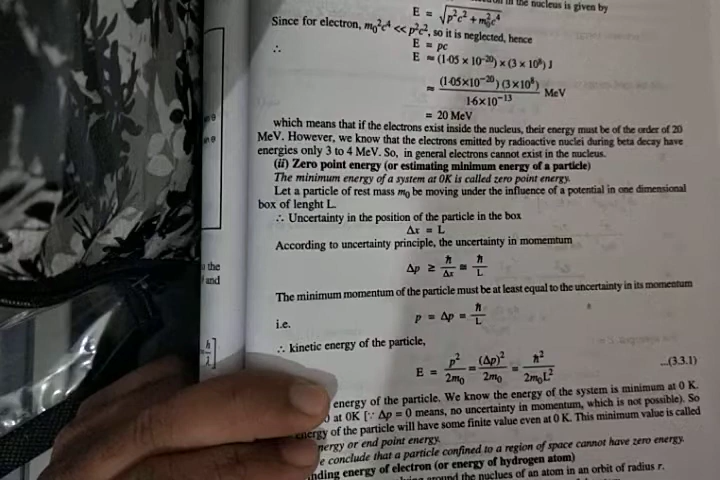 in the nucleus is given by
E = √p²c² + m₀²c⁴
Since for electron, m₀²c⁴ << p²c², so it is neglected, hence
E = pc
∴ E ≈ (1·05 × 10⁻²⁰) × (3 × 10⁸) J
≈ (1·05×10⁻²⁰) (3×10⁸) / 1·6×10⁻¹³ MeV
= 20 MeV
which means that if the electrons exist inside the nucleus, their energy must be of the order of 20
MeV. However, we know that the electrons emitted by radioactive nuclei during beta decay have
energies only 3 to 4 MeV. So, in general electrons cannot exist in the nucleus.
(ii) Zero point energy (or estimating minimum energy of a particle)
The minimum energy of a system at 0K is called zero point energy.
Let a particle of rest mass m₀ be moving under the influence of a potential in one dimensional
box of lenght L.
∴ Uncertainty in the position of the particle in the box
Δx = L
According to uncertainty principle, the uncertainty in momemtum
Δp ≥ ħ/Δx ≅ ħ/L
The minimum momentum of the particle must be at least equal to the uncertainty in its momentum
i.e. p = Δp = ħ/L
∴ kinetic energy of the particle,
E = p²/2m₀ = (Δp)²/2m₀ = ħ²/2m₀L² ...(3.3.1)
energy of the particle. We know the energy of the system is minimum at 0 K.
at 0K [∵ Δp = 0 means, no uncertainty in momentum, which is not possible). So
energy of the particle will have some finite value even at 0 K. This minimum value is called
nergy or end point energy.
e conclude that a particle confined to a region of space cannot have zero energy.
nding energy of electron (or energy of hydrogen atom)
around the nuclues of an atom in an orbit of radius r.
the
and